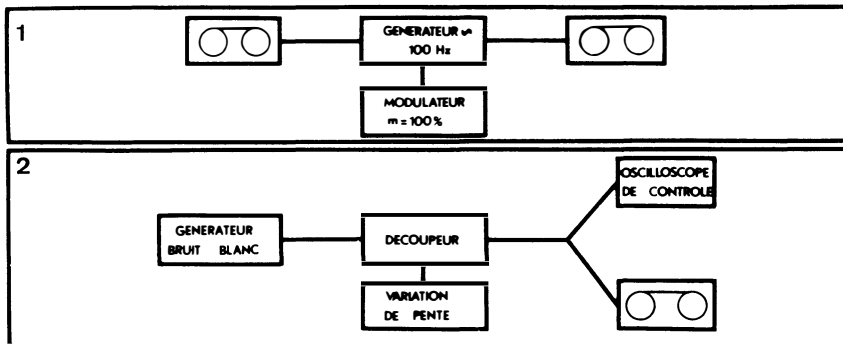 1
GENERATEUR ∿
100 Hz
MODULATEUR
m = 100 %
2
OSCILLOSCOPE
DE CONTROLE
GENERATEUR
BRUIT BLANC
DECOUPEUR
VARIATION
DE PENTE